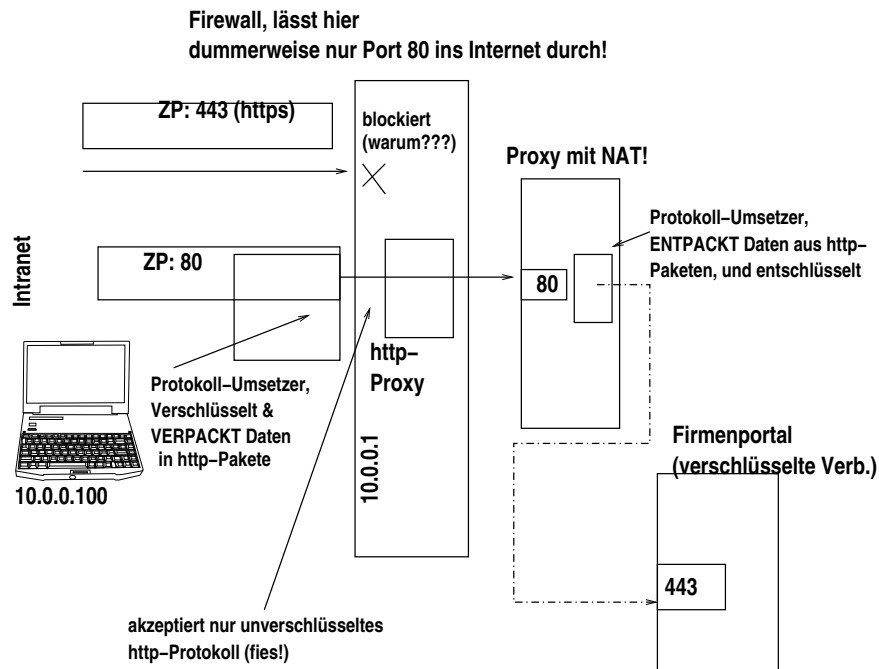 Firewall, lässt hier
dummerweise nur Port 80 ins Internet durch!
ZP: 443 (https)
blockiert
(warum???)
Proxy mit NAT!
Protokoll–Umsetzer,
ENTPACKT Daten aus http–
Paketen, und entschlüsselt
Intranet
ZP: 80
80
http–
Proxy
Protokoll–Umsetzer,
Verschlüsselt &
VERPACKT Daten
in http–Pakete
10.0.0.1
10.0.0.100
Firmenportal
(verschlüsselte Verb.)
443
akzeptiert nur unverschlüsseltes
http–Protokoll (fies!)